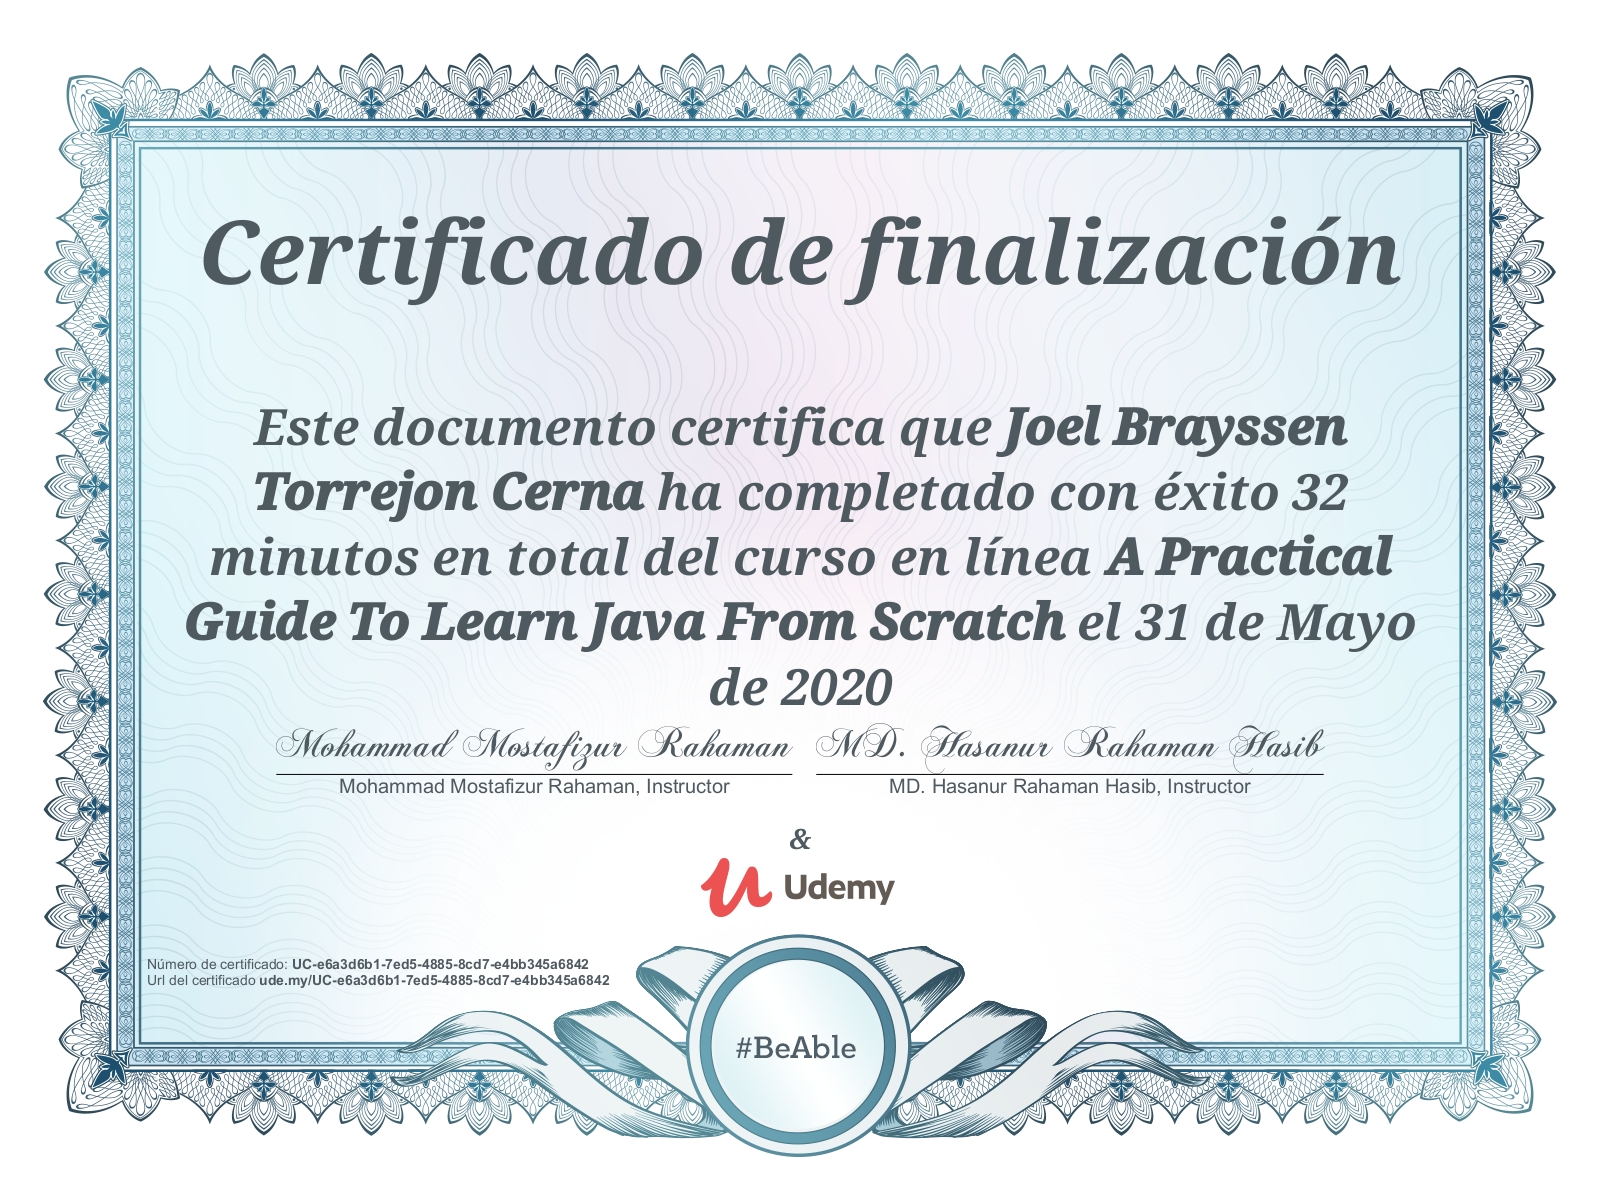 Certificado de finalización
Este documento certifica que Joel Brayssen
Torrejon Cerna ha completado con éxito 32
minutos en total del curso en línea A Practical
Guide To Learn Java From Scratch el 31 de Mayo
de 2020
Mohammad Mostafizur Rahaman MD. Hasanur Rahaman Hasib
Mohammad Mostafizur Rahaman, Instructor MD. Hasanur Rahaman Hasib, Instructor
&
Udemy
Número de certificado: UC-e6a3d6b1-7ed5-4885-8cd7-e4bb345a6842
Url del certificado ude.my/UC-e6a3d6b1-7ed5-4885-8cd7-e4bb345a6842
#BeAble